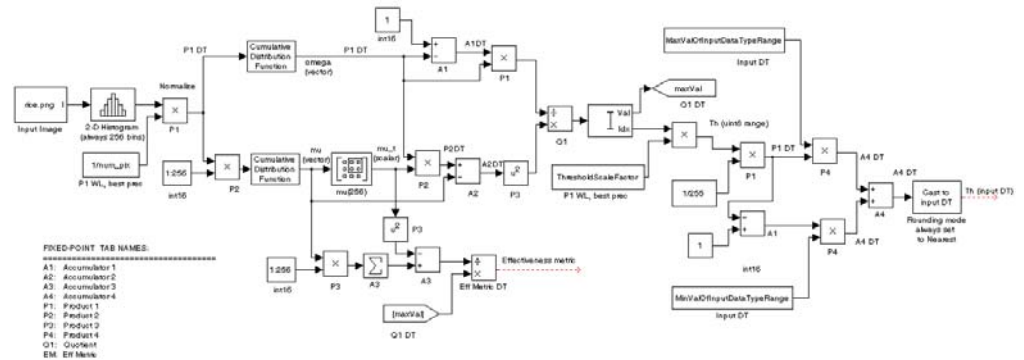 rice.png
I
Input Image
2-D Histogram
(always 256 bins)
1/num_pix
P1 WL, best prec
Normalize
×
P1
P1 DT
Cumulative
Distribution
Function
omega
(vector)
P1 DT
1
int16
+
−
A1
A1DT
×
P1
1:256
int16
×
P2
Cumulative
Distribution
Function
mu
(vector)
mu(256)
mu_t
(scalar)
×
P2
P2DT
+
−
A2
A2DT
u²
P3
÷
×
Q1
Val
Idx
maxVal
Q1 DT
u²
P3
1:256
int16
×
P3
Σ
A3
−
+
A3
÷
×
Eff Metric DT
Effectiveness metric
[maxVal]
Q1 DT
ThresholdScaleFactor
P1 WL, best prec
×
Th (uint8 range)
1/255
×
P1
P1 DT
MaxValOfInputDataTypeRange
Input DT
×
P4
A4 DT
1
int16
−
+
A1
×
P4
A4 DT
MinValOfInputDataTypeRange
Input DT
+
+
A4
A4 DT
Cast to
input DT
Rounding mode
always set
to Nearest
Th (input DT)
FIXED-POINT TAB NAMES:
==================================
A1: Accumulator 1
A2: Accumulator 2
A3: Accumulator 3
A4: Accumulator 4
P1: Product 1
P2: Product 2
P3: Product 3
P4: Product 4
Q1: Quotient
EM: Eff Metric